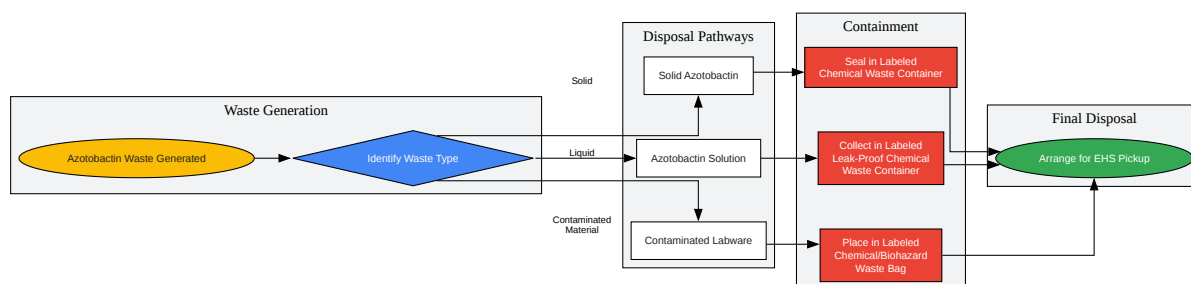 Waste Generation
Azotobactin Waste Generated
Identify Waste Type
Solid
Liquid
Contaminated
Material
Disposal Pathways
Solid Azotobactin
Azotobactin Solution
Contaminated Labware
Containment
Seal in Labeled
Chemical Waste Container
Collect in Labeled
Leak-Proof Chemical
Waste Container
Place in Labeled
Chemical/Biohazard
Waste Bag
Final Disposal
Arrange for EHS Pickup